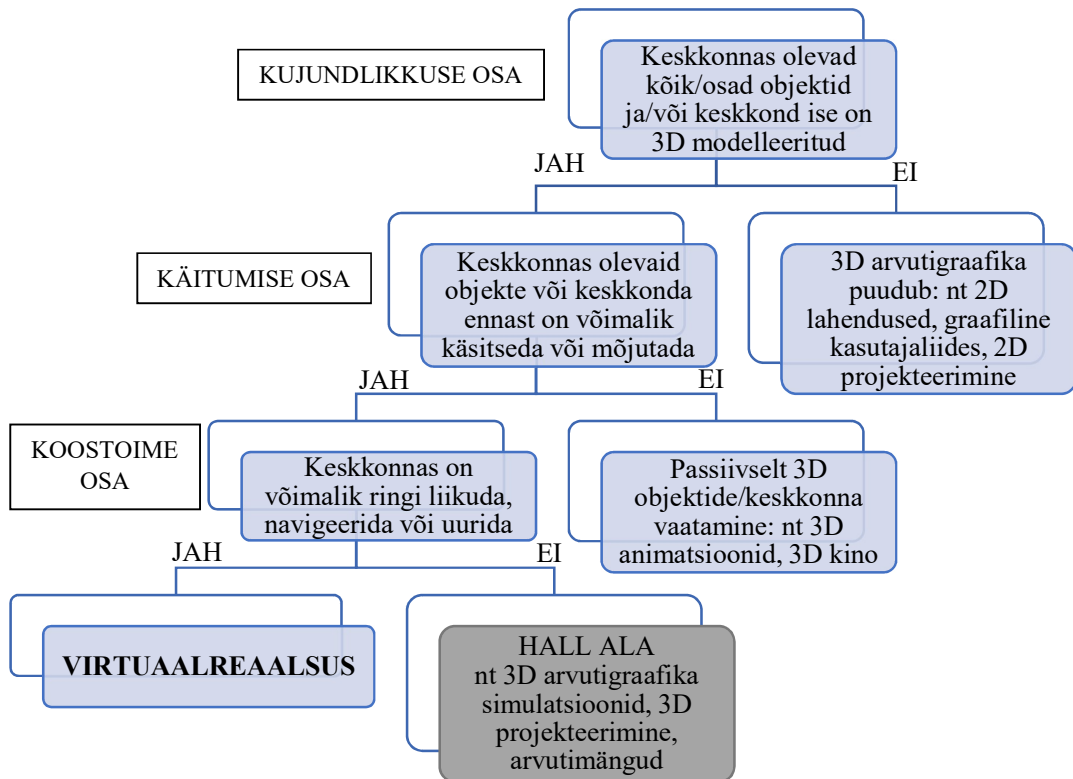 KUJUNDLIKKUSE OSA
Keskkonnas olevad
kõik/osad objektid
ja/või keskkond ise on
3D modelleeritud
JAH
EI
KÄITUMISE OSA
Keskkonnas olevaid
objekte või keskkonda
ennast on võimalik
käsitseda või mõjutada
3D arvutigraafika
puudub: nt 2D
lahendused, graafiline
kasutajaliides, 2D
projekteerimine
JAH
EI
KOOSTOIME
OSA
Keskkonnas on
võimalik ringi liikuda,
navigeerida või uurida
Passiivselt 3D
objektide/keskkonna
vaatamine: nt 3D
animatsioonid, 3D kino
JAH
EI
VIRTUAALREAALSUS
HALL ALA
nt 3D arvutigraafika
simulatsioonid, 3D
projekteerimine,
arvutimängud